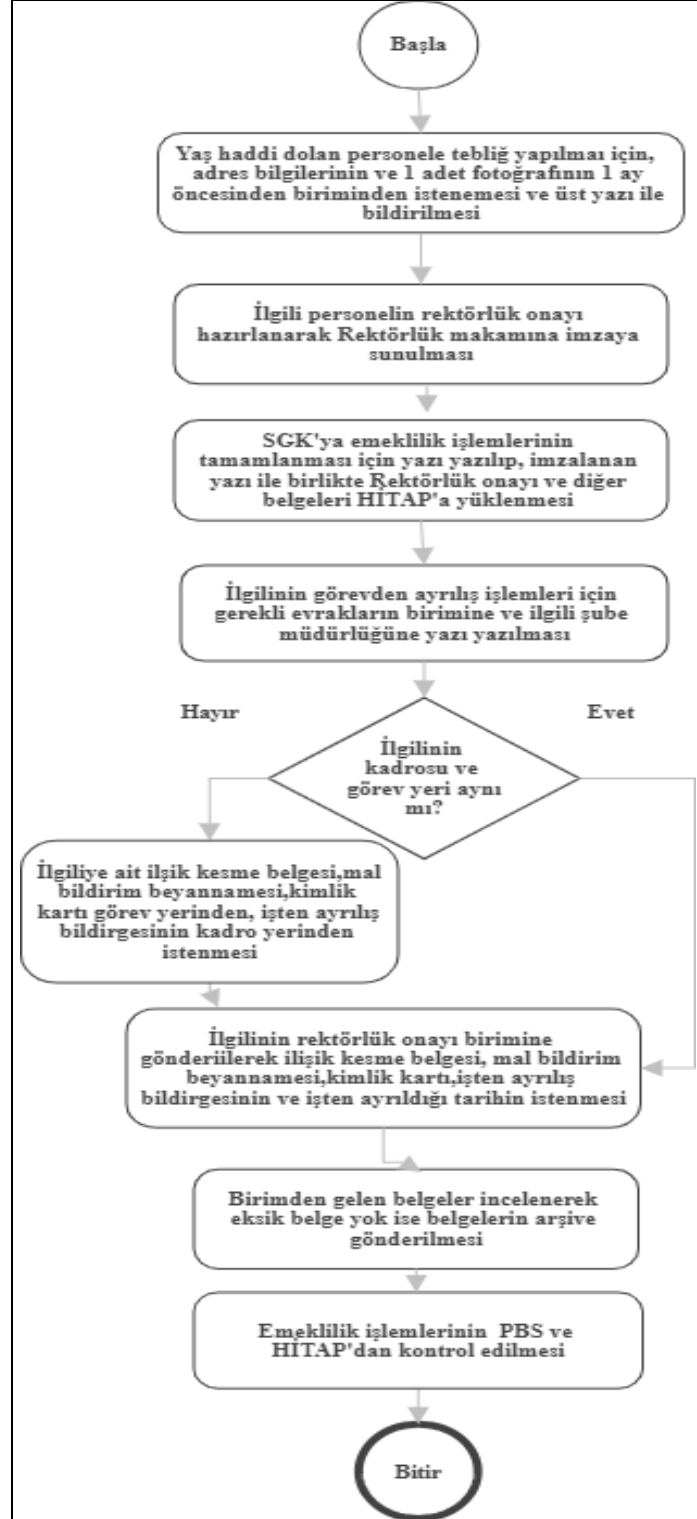 Başla
Yaş haddi dolan personele tebliğ yapılmaı için,
adres bilgilerinin ve 1 adet fotoğrafının 1 ay
öncesinden biriminden istenemesi ve üst yazı ile
bildirilmesi
İlgili personelin rektörlük onayı
hazırlanarak Rektörlük makamına imzaya
sunulması
SGK'ya emeklilik işlemlerinin
tamamlanması için yazı yazılıp, imzalanan
yazı ile birlikte Rektörlük onayı ve diğer
belgeleri HİTAP'a yüklenmesi
İlgilinin görevden ayrılış işlemleri için
gerekli evrakların birimine ve ilgili şube
müdürlüğüne yazı yazılması
Hayır
Evet
İlgilinin
kadrosu ve
görev yeri aynı
mı?
İlgiliye ait ilşik kesme belgesi,mal
bildirim beyannamesi,kimlik
kartı görev yerinden, işten ayrılış
bildirgesinin kadro yerinden
istenmesi
İlgilinin rektörlük onayı birimine
gönderiilerek ilişik kesme belgesi, mal bildirim
beyannamesi,kimlik kartı,işten ayrılış
bildirgesinin ve işten ayrıldığı tarihin istenmesi
Birimden gelen belgeler incelenerek
eksik belge yok ise belgelerin arşive
gönderilmesi
Emeklilik işlemlerinin PBS ve
HİTAP'dan kontrol edilmesi
Bitir